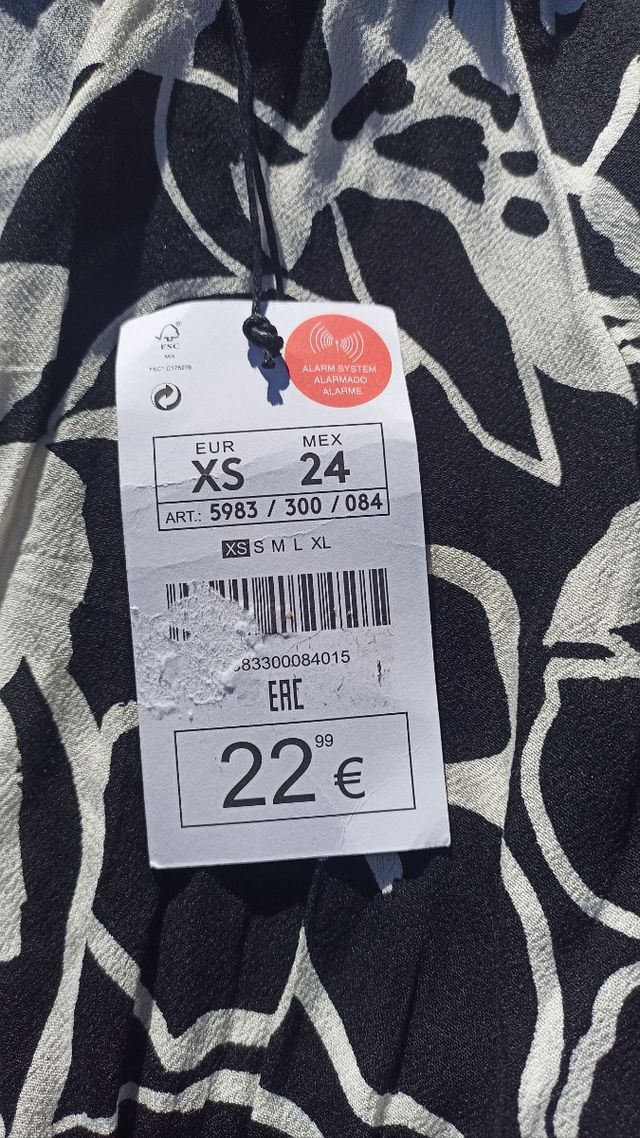 FSC
MIX
FSC™ C175276
ALARM SYSTEM
ALARMADO
ALARME
EUR MEX
XS 24
ART.: 5983 / 300 / 084
XS S M L XL
83300084015
EAC
22 99 €